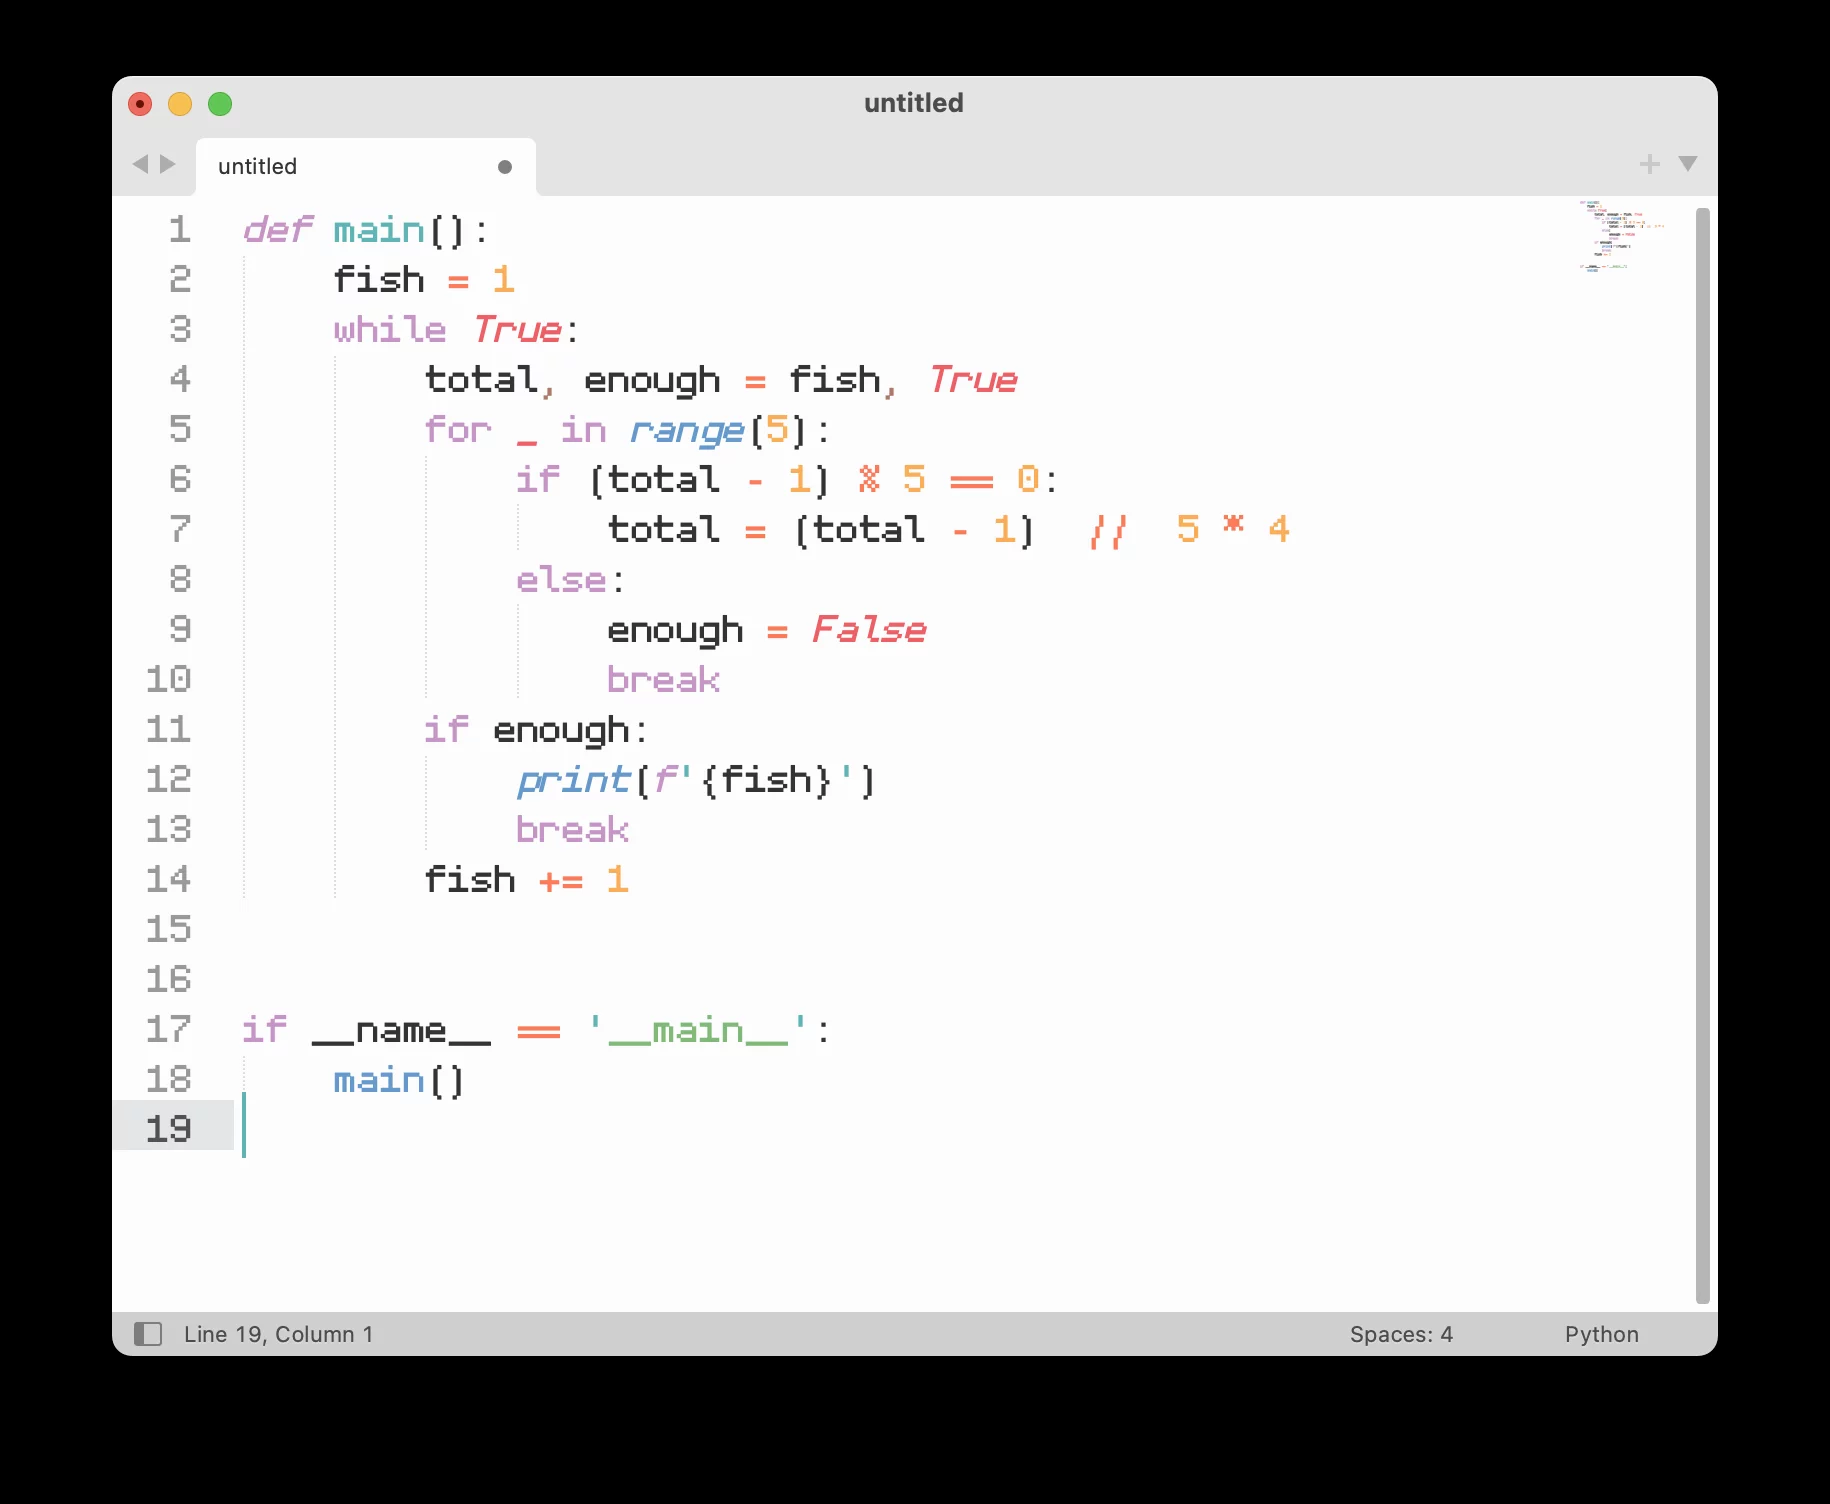 untitled
untitled
1 def main():
2     fish = 1
3     while True:
4         total, enough = fish, True
5         for _ in range(5):
6             if (total - 1) % 5 == 0:
7                 total = (total - 1)  //  5 * 4
8             else:
9                 enough = False
10                 break
11         if enough:
12             print(f'{fish}')
13             break
14         fish += 1
15
16
17 if __name__ == '__main__':
18     main()
19
Line 19, Column 1 Spaces: 4 Python